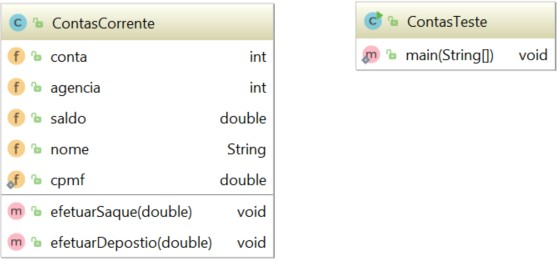 C ContasCorrente
f conta int
f agencia int
f saldo double
f nome String
f cpmf double
m efetuarSaque(double) void
m efetuarDepostio(double) void
C ContasTeste
m main(String[]) void